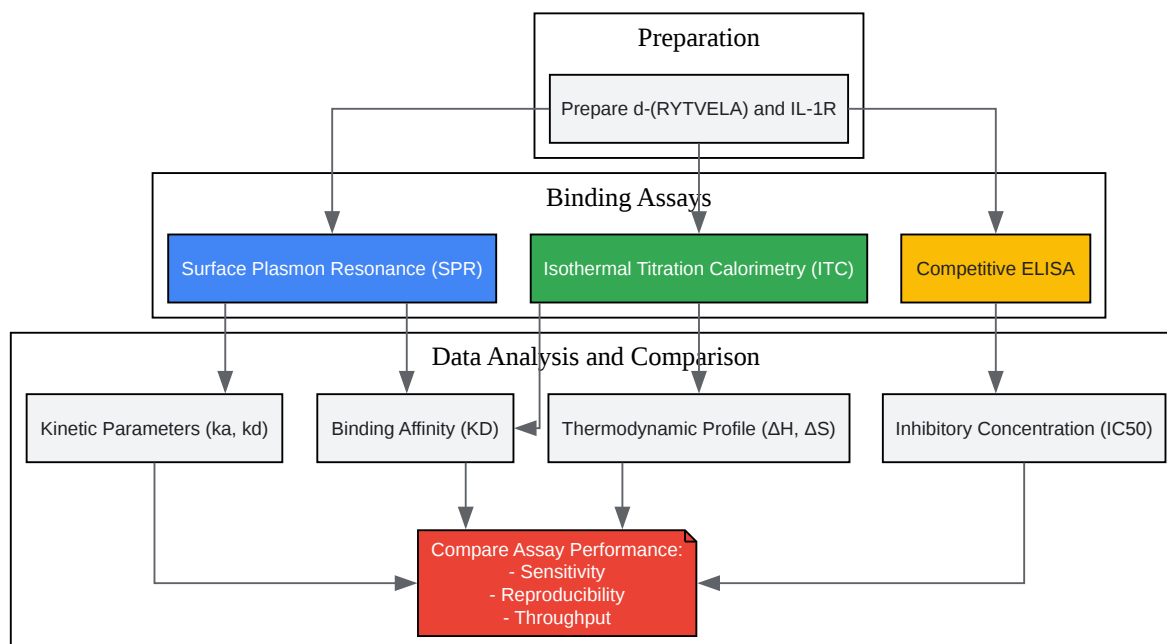 Preparation
Prepare d-(RYTVELA) and IL-1R
Binding Assays
Surface Plasmon Resonance (SPR)
Isothermal Titration Calorimetry (ITC)
Competitive ELISA
Data Analysis and Comparison
Kinetic Parameters (ka, kd)
Binding Affinity (KD)
Thermodynamic Profile (ΔH, ΔS)
Inhibitory Concentration (IC50)
Compare Assay Performance:
- Sensitivity
- Reproducibility
- Throughput